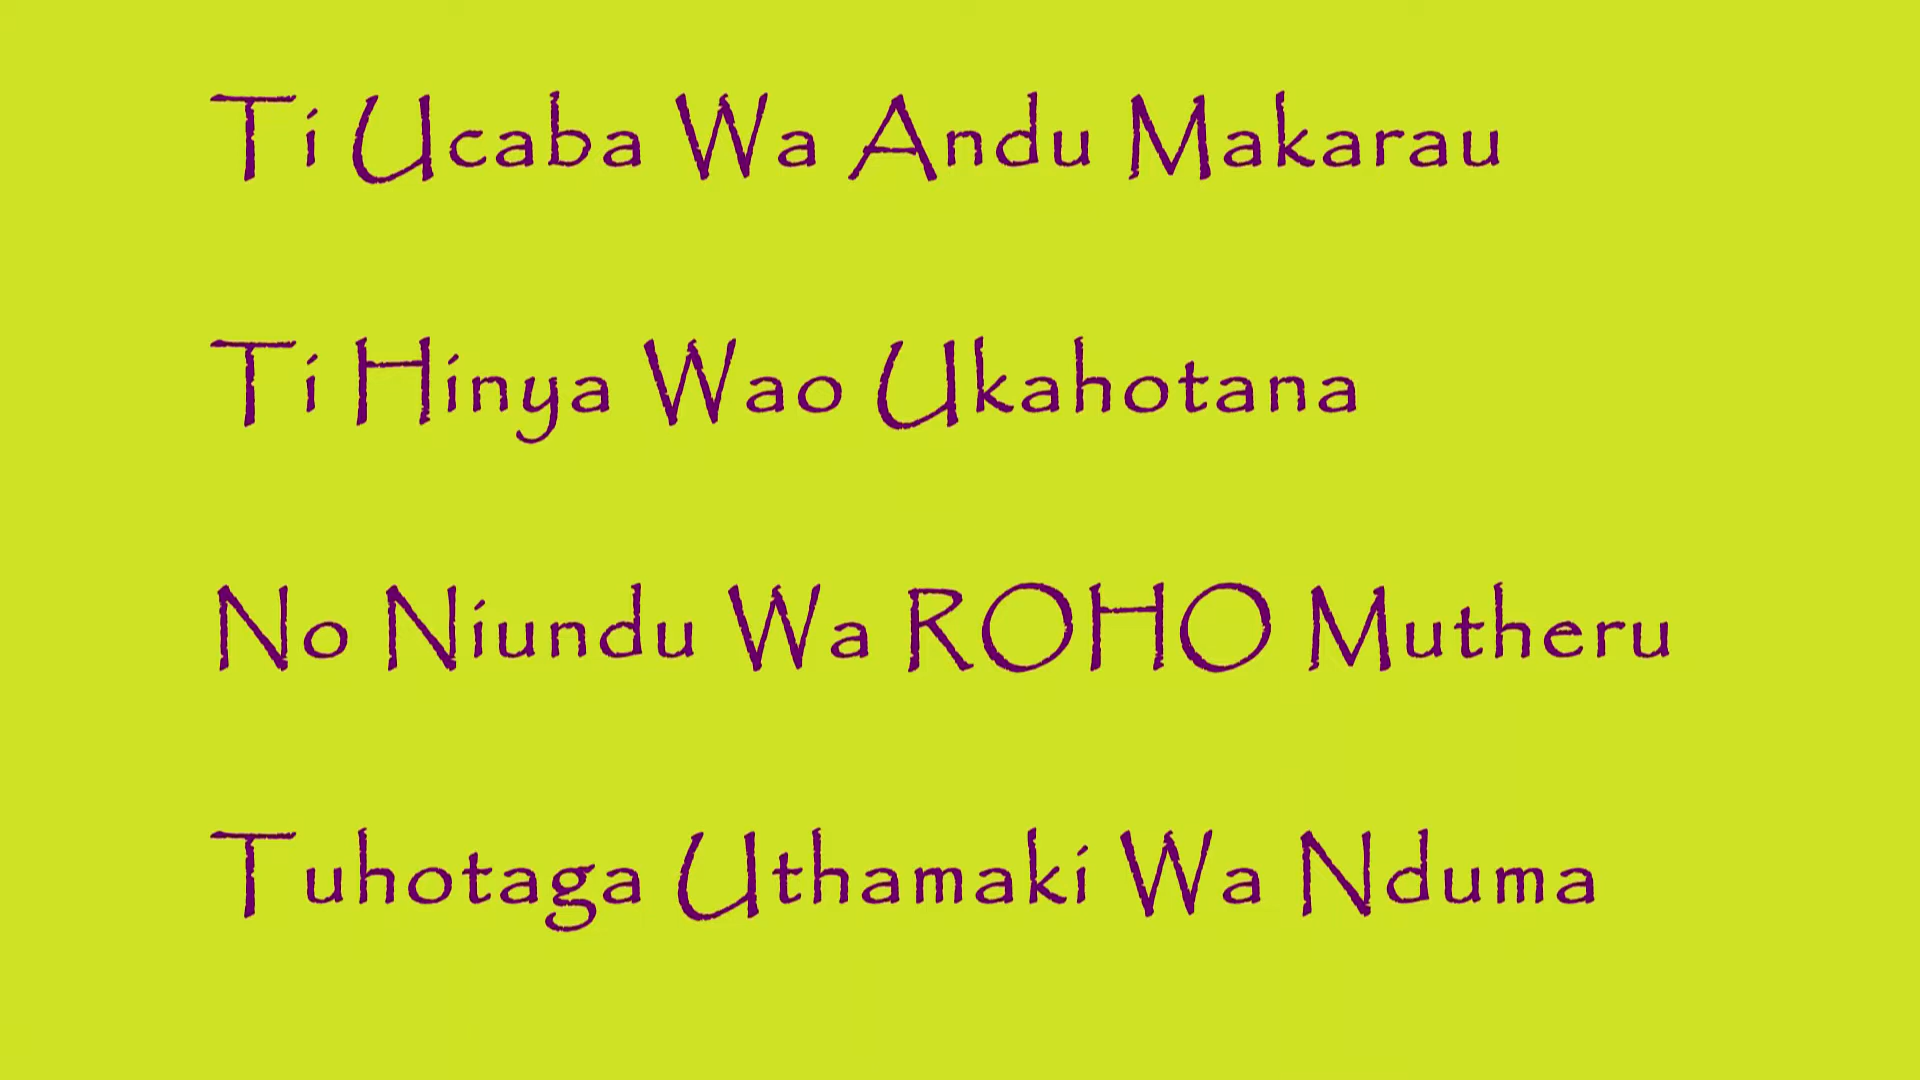 Ti Ucaba Wa Andu Makarau
Ti Hinya Wao Ukahotana
No Niundu Wa ROHO Mutheru
Tuhotaga Uthamaki Wa Nduma